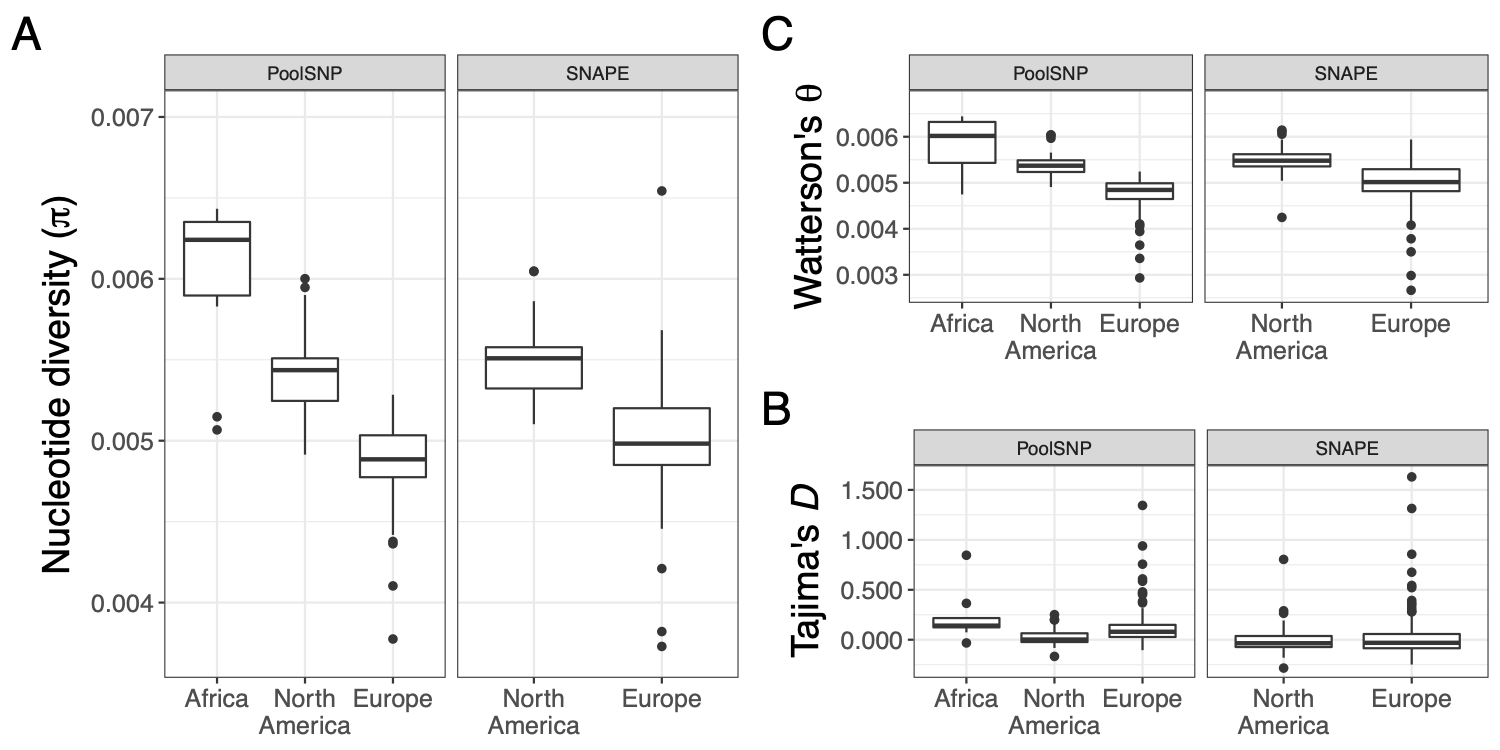 A
PoolSNP
SNAPE
Nucleotide diversity (π)
0.007
0.006
0.005
0.004
Africa
North
America
Europe
North
America
Europe
C
PoolSNP
SNAPE
Watterson's θ
0.006
0.005
0.004
0.003
Africa
North
America
Europe
North
America
Europe
B
PoolSNP
SNAPE
Tajima's D
1.500
1.000
0.500
0.000
Africa
North
America
Europe
North
America
Europe